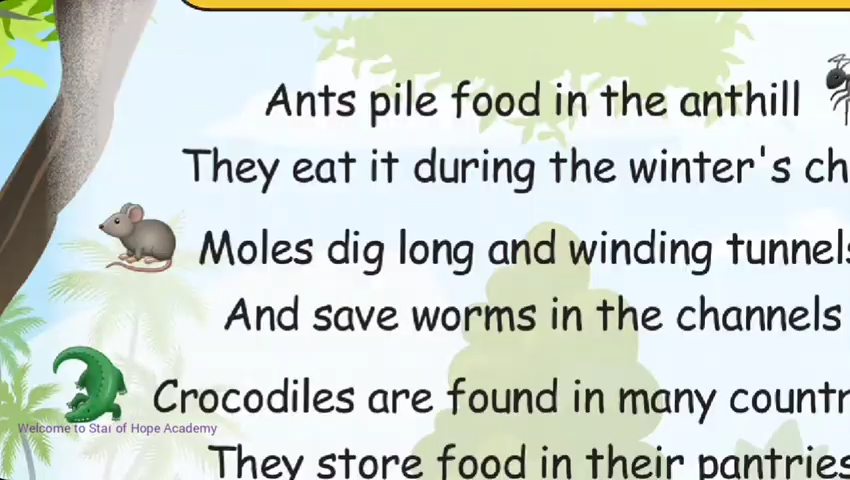 Ants pile food in the anthill
They eat it during the winter's
Moles dig long and winding tunnels
And save worms in the channels
Crocodiles are found in many
Welcome to Star of Hope Academy
They store food in their pantries